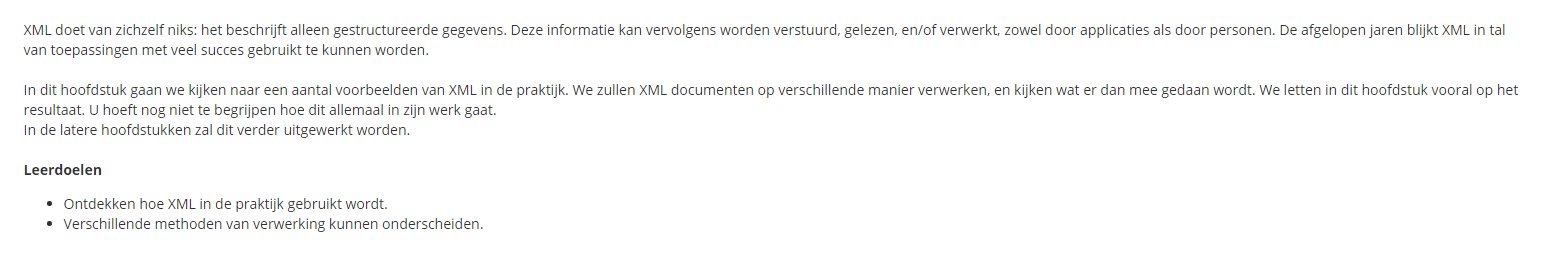 XML doet van zichzelf niks: het beschrijft alleen gestructureerde gegevens. Deze informatie kan vervolgens worden verstuurd, gelezen, en/of verwerkt, zowel door applicaties als door personen. De afgelopen jaren blijkt XML in tal
van toepassingen met veel succes gebruikt te kunnen worden.
In dit hoofdstuk gaan we kijken naar een aantal voorbeelden van XML in de praktijk. We zullen XML documenten op verschillende manier verwerken, en kijken wat er dan mee gedaan wordt. We letten in dit hoofdstuk vooral op het
resultaat. U hoeft nog niet te begrijpen hoe dit allemaal in zijn werk gaat.
In de latere hoofdstukken zal dit verder uitgewerkt worden.
Leerdoelen
• Ontdekken hoe XML in de praktijk gebruikt wordt.
• Verschillende methoden van verwerking kunnen onderscheiden.